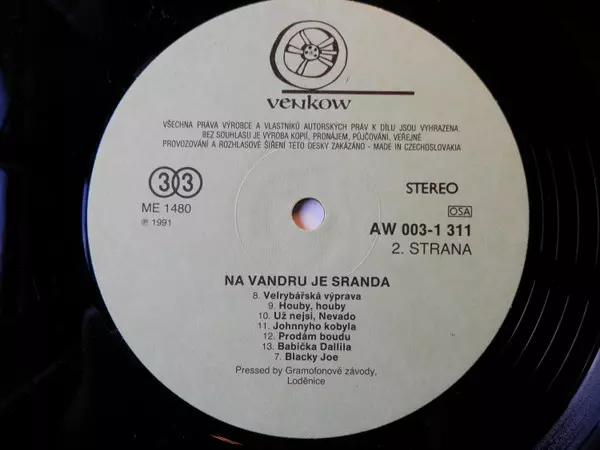 VENKOW
VŠECHNA PRÁVA VÝROBCE A VLASTNÍKŮ AUTORSKÝCH PRÁV K DÍLU JSOU VYHRAZENA.
BEZ SOUHLASU JE VÝROBA KOPIÍ, PRONÁJEM, PŮJČOVÁNÍ, VEŘEJNÉ
PROVOZOVÁNÍ A ROZHLASOVÉ ŠÍŘENÍ TÉTO DESKY ZAKÁZÁNO - MADE IN CZECHOSLOVAKIA
33
STEREO
ME 1480
OSA
℗ 1991
AW 003-1 311
2. STRANA
NA VANDRU JE SRANDA
8. Velrybářská výprava
9. Houby, houby
10. Už nejsi, Nevado
11. Johnnyho kobyla
12. Prodám boudu
13. Babička Dallila
7. Blacky Joe
Pressed by Gramofonové závody,
Loděnice